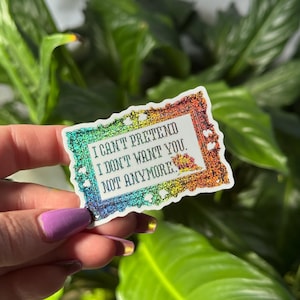 I CAN'T PRETEND
I DON'T WANT YOU.
NOT ANYMORE.